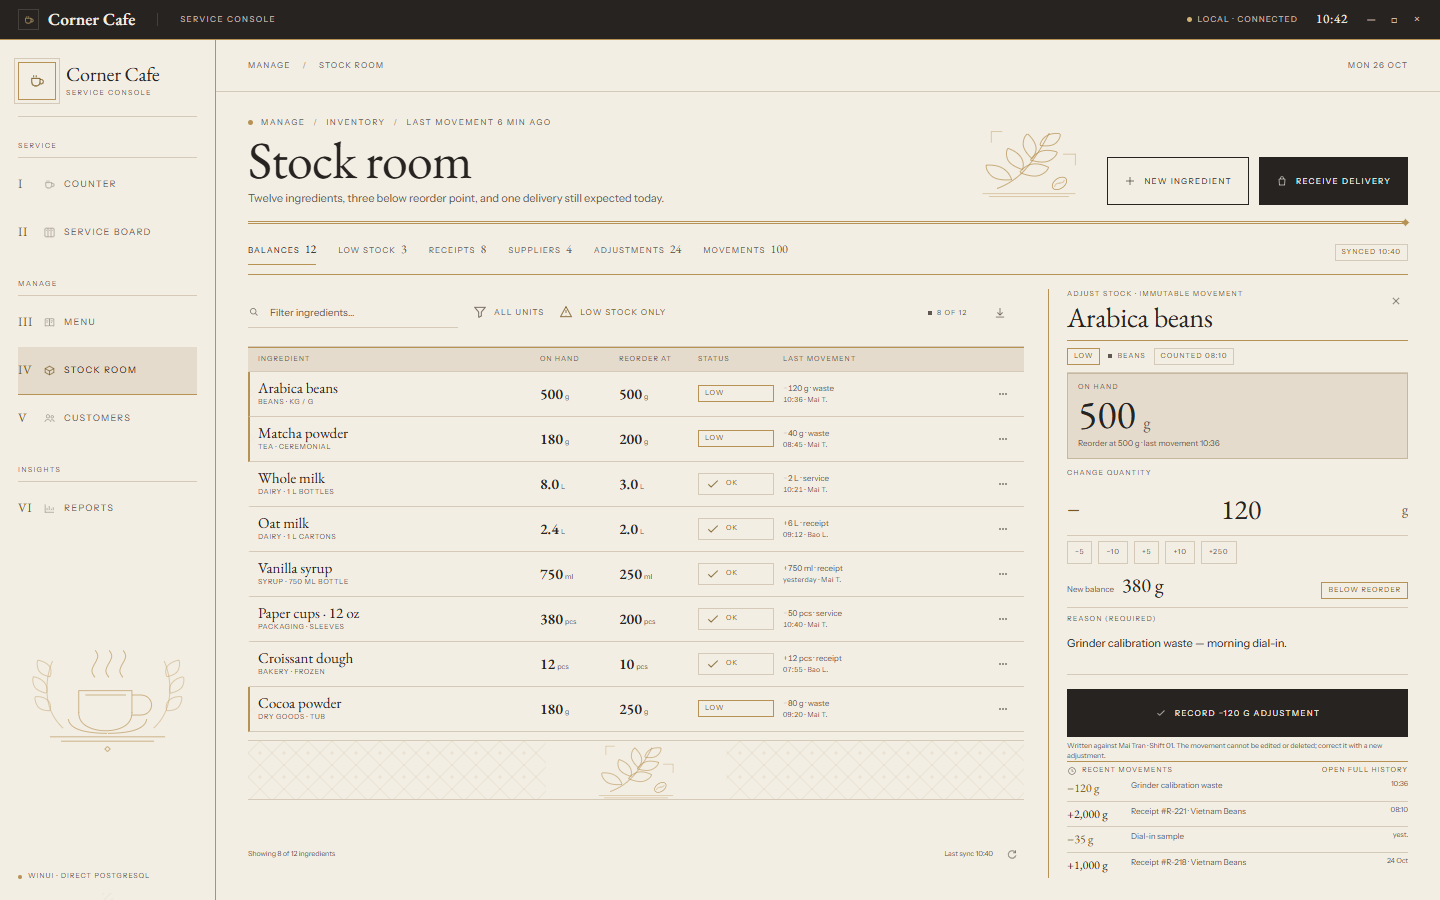 Corner Cafe
SERVICE CONSOLE
LOCAL · CONNECTED
10:42
Corner Cafe
SERVICE CONSOLE
SERVICE
I COUNTER
II SERVICE BOARD
MANAGE
III MENU
IV STOCK ROOM
V CUSTOMERS
INSIGHTS
VI REPORTS
WINUI · DIRECT POSTGRESQL
MANAGE / STOCK ROOM
MON 26 OCT
MANAGE / INVENTORY / LAST MOVEMENT 6 MIN AGO
Stock room
Twelve ingredients, three below reorder point, and one delivery still expected today.
NEW INGREDIENT
RECEIVE DELIVERY
BALANCES 12
LOW STOCK 3
RECEIPTS 8
SUPPLIERS 4
ADJUSTMENTS 24
MOVEMENTS 100
SYNCED 10:40
Filter ingredients...
ALL UNITS
LOW STOCK ONLY
8 OF 12
INGREDIENT ON HAND REORDER AT STATUS LAST MOVEMENT
Arabica beans 500 g 500 g LOW 120 g · waste
BEANS · KG / G 10:36 · Mai T.
Matcha powder 180 g 200 g LOW 40 g · waste
TEA · CEREMONIAL 08:45 · Mai T.
Whole milk 8.0 L 3.0 L OK 2 L · service
DAIRY · 1 L BOTTLES 10:21 · Mai T.
Oat milk 2.4 L 2.0 L OK +6 L · receipt
DAIRY · 1 L CARTONS 09:12 · Bao L.
Vanilla syrup 750 ml 250 ml OK +750 ml · receipt
SYRUP · 750 ML BOTTLE yesterday · Mai T.
Paper cups · 12 oz 380 pcs 200 pcs OK 50 pcs · service
PACKAGING · SLEEVES 10:40 · Mai T.
Croissant dough 12 pcs 10 pcs OK +12 pcs · receipt
BAKERY · FROZEN 07:55 · Bao L.
Cocoa powder 180 g 250 g LOW 80 g · waste
DRY GOODS · TUB 09:20 · Mai T.
Showing 8 of 12 ingredients
Last sync 10:40
ADJUST STOCK · IMMUTABLE MOVEMENT
Arabica beans
LOW
BEANS
COUNTED 08:10
ON HAND
500 g
Reorder at 500 g · last movement 10:36
CHANGE QUANTITY
− 120 g
−5 −10 +5 +10 +250
New balance 380 g
BELOW REORDER
REASON (REQUIRED)
Grinder calibration waste — morning dial-in.
RECORD −120 G ADJUSTMENT
Written against Mai Tran · Shift 01. The movement cannot be edited or deleted; correct it with a new
adjustment.
RECENT MOVEMENTS
OPEN FULL HISTORY
−120 g Grinder calibration waste 10:36
+2,000 g Receipt #R-221 · Vietnam Beans 08:10
−35 g Dial-in sample yest.
+1,000 g Receipt #R-218 · Vietnam Beans 24 Oct